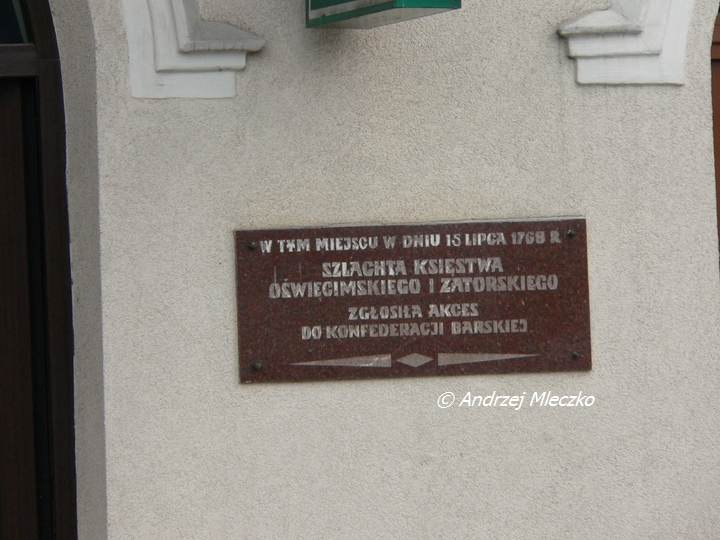 W TYM MIEJSCU W DNIU 15 LIPCA 1768 R.
SZLACHTA KSIĘSTWA
OŚWIĘCIMSKIEGO I ZATORSKIEGO
ZGŁOSIŁA AKCES
DO KONFEDERACJI BARSKIEJ
© Andrzej Mleczko